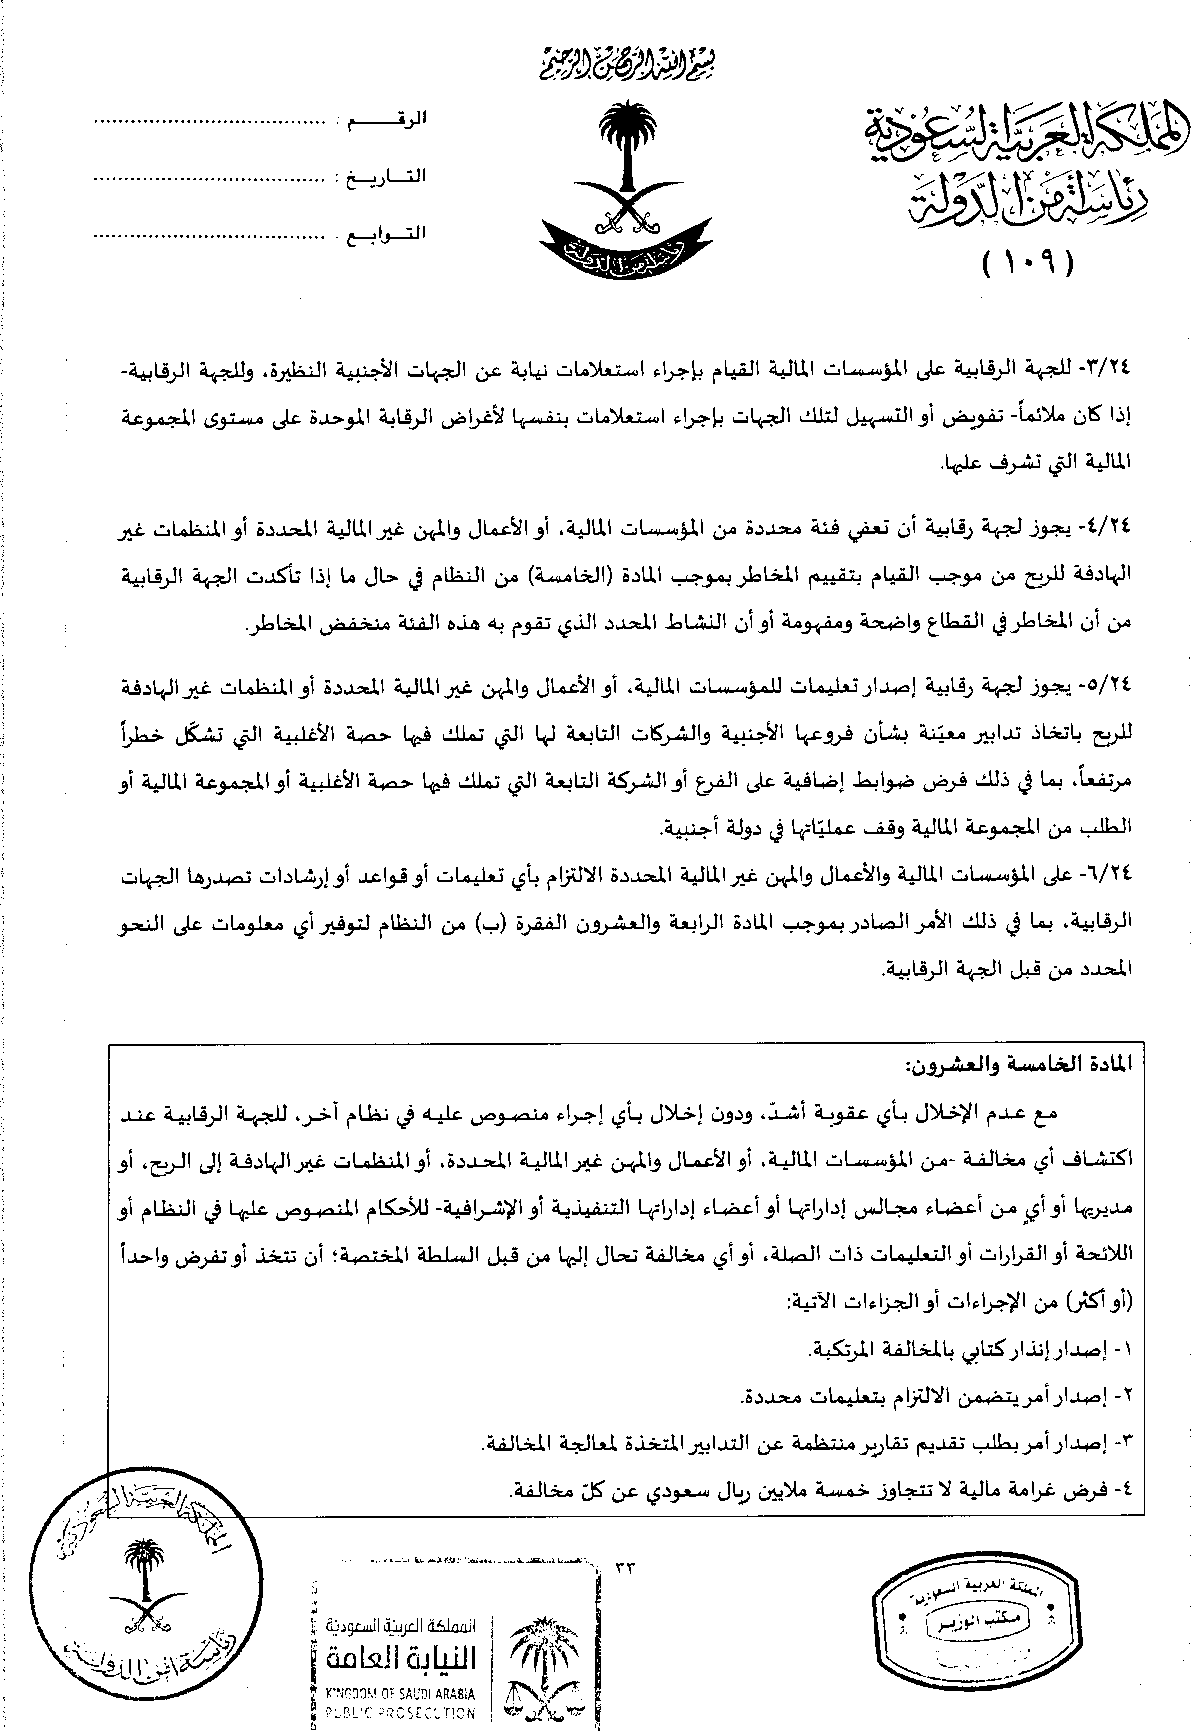 بسم الله الرحمن الرحيم
المملكة العربية السعودية
رئاسة أمن الدولة
(١٠٩)
الرقـــــم : ......................................
التـــاريــخ : ......................................
التـــوابــع : ......................................
رئاسة أمن الدولة
٣/٢٤- للجهة الرقابية على المؤسسات المالية القيام بإجراء استعلامات نيابة عن الجهات الأجنبية النظيرة، وللجهة الرقابية-
إذا كان ملائماً- تفويض أو التسهيل لتلك الجهات بإجراء استعلامات بنفسها لأغراض الرقابة الموحدة على مستوى المجموعة
المالية التي تشرف عليها.
٤/٢٤- يجوز لجهة رقابية أن تعفي فئة محددة من المؤسسات المالية، أو الأعمال والمهن غير المالية المحددة أو المنظمات غير
الهادفة للربح من موجب القيام بتقييم المخاطر بموجب المادة (الخامسة) من النظام في حال ما إذا تأكدت الجهة الرقابية
من أن المخاطر في القطاع واضحة ومفهومة أو أن النشاط المحدد الذي تقوم به هذه الفئة منخفض المخاطر.
٥/٢٤- يجوز لجهة رقابية إصدار تعليمات للمؤسسات المالية، أو الأعمال والمهن غير المالية المحددة أو المنظمات غير الهادفة
للربح باتخاذ تدابير معيّنة بشأن فروعها الأجنبية والشركات التابعة لها التي تملك فيها حصة الأغلبية التي تشكّل خطراً
مرتفعاً، بما في ذلك فرض ضوابط إضافية على الفرع أو الشركة التابعة التي تملك فيها حصة الأغلبية أو المجموعة المالية أو
الطلب من المجموعة المالية وقف عمليّاتها في دولة أجنبية.
٦/٢٤- على المؤسسات المالية والأعمال والمهن غير المالية المحددة الالتزام بأي تعليمات أو قواعد أو إرشادات تصدرها الجهات
الرقابية، بما في ذلك الأمر الصادر بموجب المادة الرابعة والعشرون الفقرة (ب) من النظام لتوفير أي معلومات على النحو
المحدد من قبل الجهة الرقابية.
المادة الخامسة والعشرون:
مع عدم الإخلال بأي عقوبة أشدّ، ودون إخلال بأي إجراء منصوص عليه في نظام آخر، للجهة الرقابية عند
اكتشاف أي مخالفة -من المؤسسات المالية، أو الأعمال والمهن غير المالية المحددة، أو المنظمات غير الهادفة إلى الربح، أو
مديريها أو أيٍ من أعضاء مجالس إداراتها أو أعضاء إداراتها التنفيذية أو الإشرافية- للأحكام المنصوص عليها في النظام أو
اللائحة أو القرارات أو التعليمات ذات الصلة، أو أي مخالفة تحال إليها من قبل السلطة المختصة؛ أن تتخذ أو تفرض واحداً
(أو أكثر) من الإجراءات أو الجزاءات الآتية:
١- إصدار إنذار كتابي بالمخالفة المرتكبة.
٢- إصدار أمر يتضمن الالتزام بتعليمات محددة.
٣- إصدار أمر بطلب تقديم تقارير منتظمة عن التدابير المتخذة لمعالجة المخالفة.
٤- فرض غرامة مالية لا تتجاوز خمسة ملايين ريال سعودي عن كلّ مخالفة.
٣٣
المملكة العربية السعودية
مكتب الوزير
المملكة العربية السعودية
النيابة العامة
KINGDOM OF SAUDI ARABIA
PUBLIC PROSECUTION
المملكة العربية السعودية
رئاسة أمن الدولة